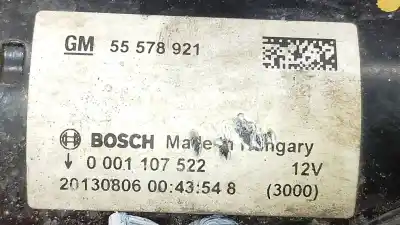 GM 55 578 921
BOSCH Made in Hungary
0 001 107 522 12V
20130806 00:43:54 8 (3000)